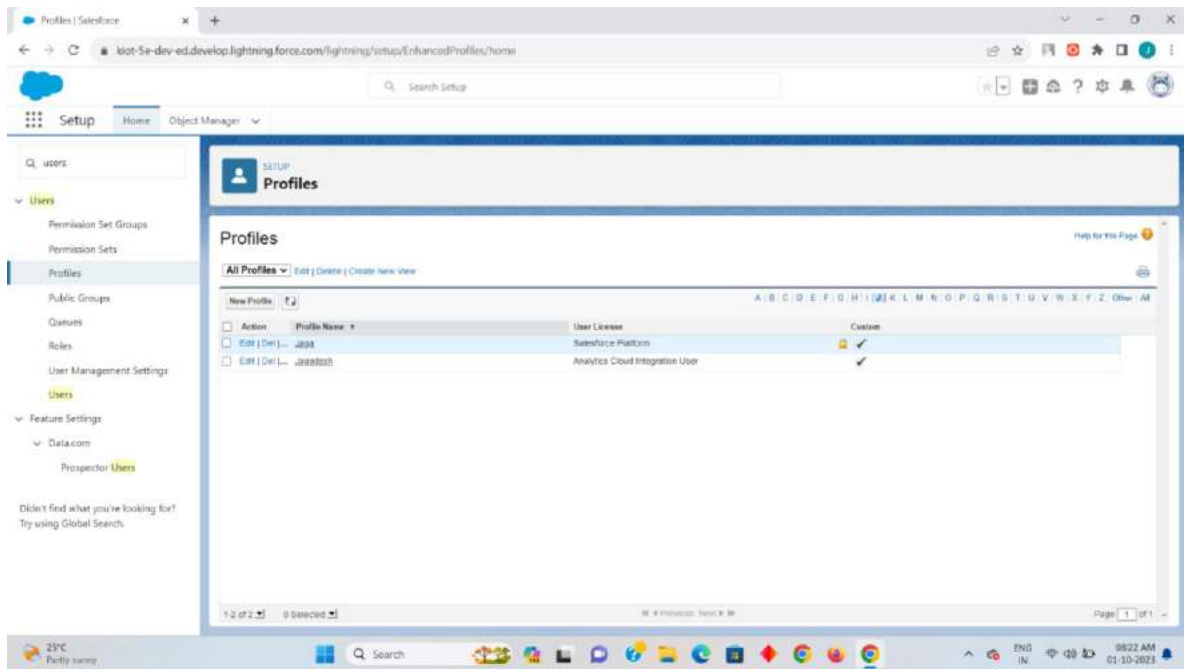 Profiles | Salesforce
kiot-5e-dev-ed.develop.lightning.force.com/lightning/setup/EnhancedProfiles/home
J
Search Setup
Setup Home Object Manager
users
SETUP
Profiles
Users
Permission Set Groups
Permission Sets
Profiles
Public Groups
Queues
Roles
User Management Settings
Users
Feature Settings
Data.com
Prospector Users
Didn't find what you're looking for?
Try using Global Search.
Profiles
Help for this Page
All Profiles Edit | Delete | Create New View
New Profile A B C D E F G H I J K L M N O P Q R S T U V W X Y Z Other All
Action Profile Name User License Custom
Edit | Del | ... Jaga Salesforce Platform
Edit | Del | ... Jagadesh Analytics Cloud Integration User
1-2 of 2 0 Selected Previous Next Page 1 of 1
25°C
Partly sunny
Search
ENG
IN
08:22 AM
01-10-2023